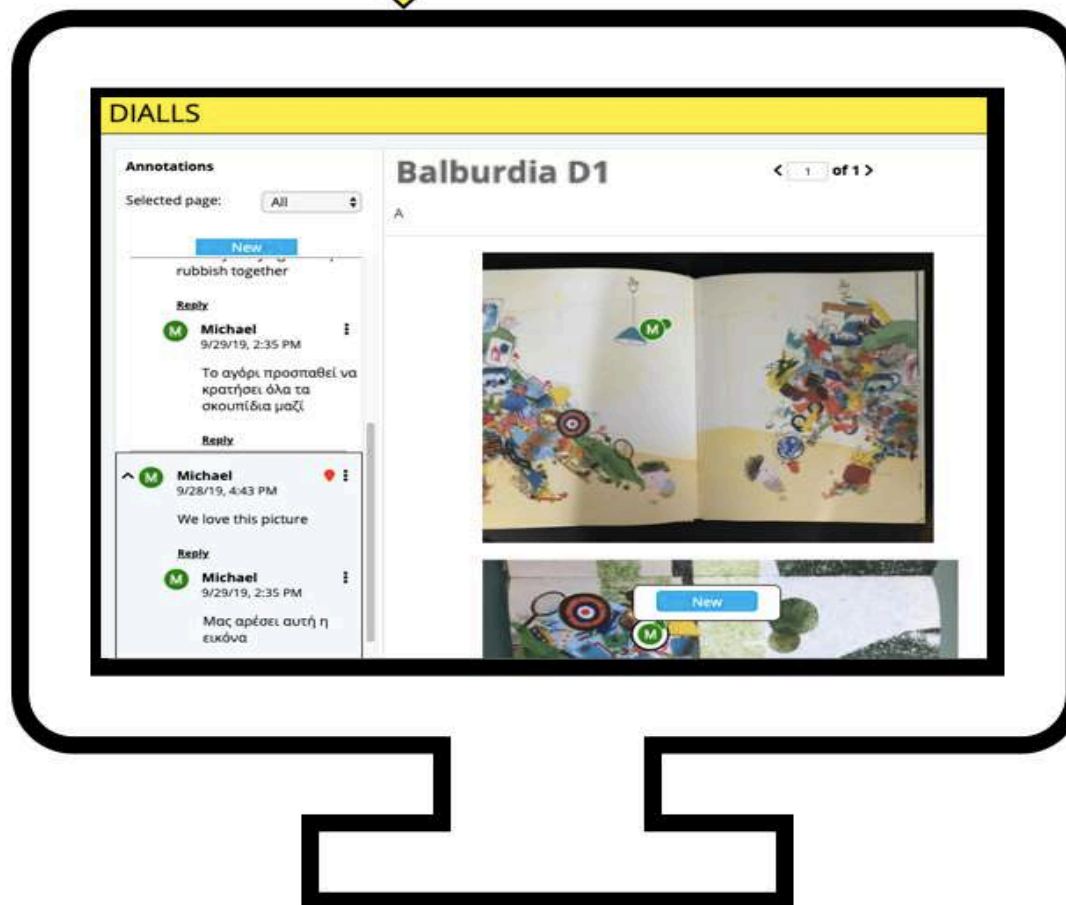 DIALLS
Annotations
Selected page: All
New
rubbish together
Reply
M Michael
9/29/19, 2:35 PM
Το αγόρι προσπαθεί να
κρατήσει όλα τα
σκουπίδια μαζί
Reply
M Michael
9/28/19, 4:43 PM
We love this picture
Reply
M Michael
9/29/19, 2:35 PM
Μας αρέσει αυτή η
εικόνα
Balburdia D1
< 1 of 1 >
A
M
New
M